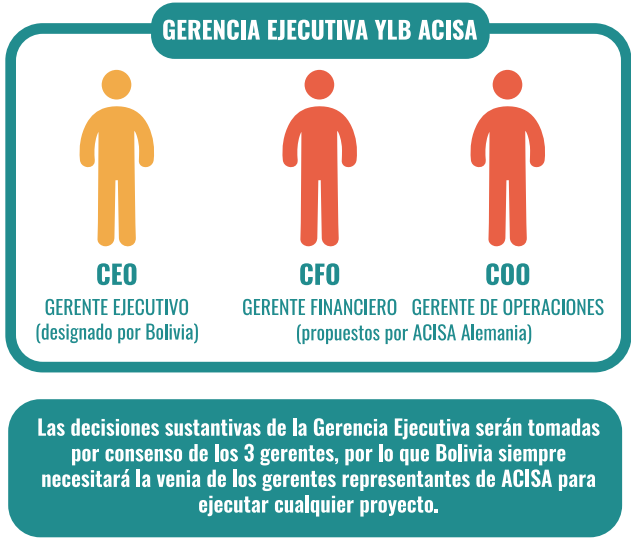 GERENCIA EJECUTIVA YLB ACISA
CEO
GERENTE EJECUTIVO
(designado por Bolivia)
CFO
GERENTE FINANCIERO
COO
GERENTE DE OPERACIONES
(propuestos por ACISA Alemania)
Las decisiones sustantivas de la Gerencia Ejecutiva serán tomadas
por consenso de los 3 gerentes, por lo que Bolivia siempre
necesitará la venia de los gerentes representantes de ACISA para
ejecutar cualquier proyecto.